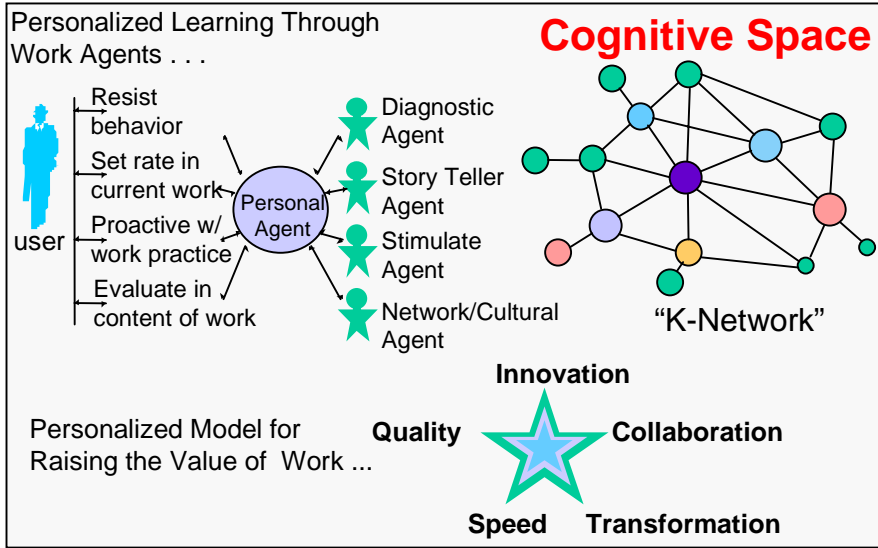 Personalized Learning Through
Work Agents . . .
Cognitive Space
Resist
behavior
Set rate in
current work
Proactive w/
work practice
Evaluate in
content of work
user
Personal
Agent
Diagnostic
Agent
Story Teller
Agent
Stimulate
Agent
Network/Cultural
Agent
“K-Network”
Innovation
Quality
Collaboration
Speed
Transformation
Personalized Model for
Raising the Value of Work ...